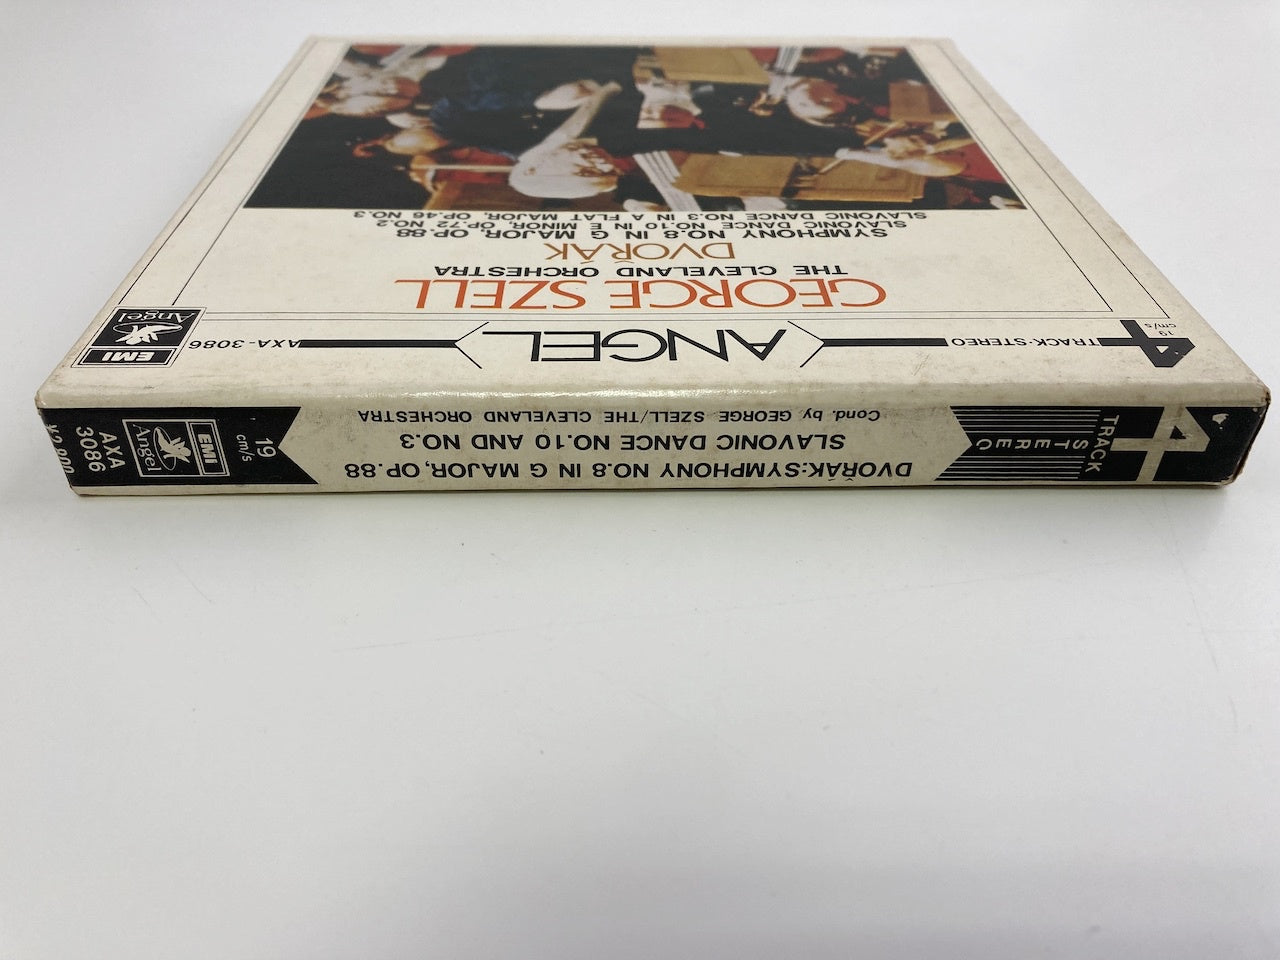 4
TRACK·STEREO
19
cm/s
ANGEL
AXA-3086
EMI
Angel
GEORGE SZELL
THE CLEVELAND ORCHESTRA
DVOŘÁK
SYMPHONY NO.8 IN G MAJOR, OP.88
SLAVONIC DANCE NO.10 IN E MINOR, OP.72 NO.2
SLAVONIC DANCE NO.3 IN A FLAT MAJOR, OP.46 NO.3
4
TRACK
STEREO
DVOŘÁK:SYMPHONY NO.8 IN G MAJOR, OP.88
SLAVONIC DANCE NO.10 AND NO.3
Cond. by GEORGE SZELL/THE CLEVELAND ORCHESTRA
19
cm/s
EMI
Angel
AXA
3086